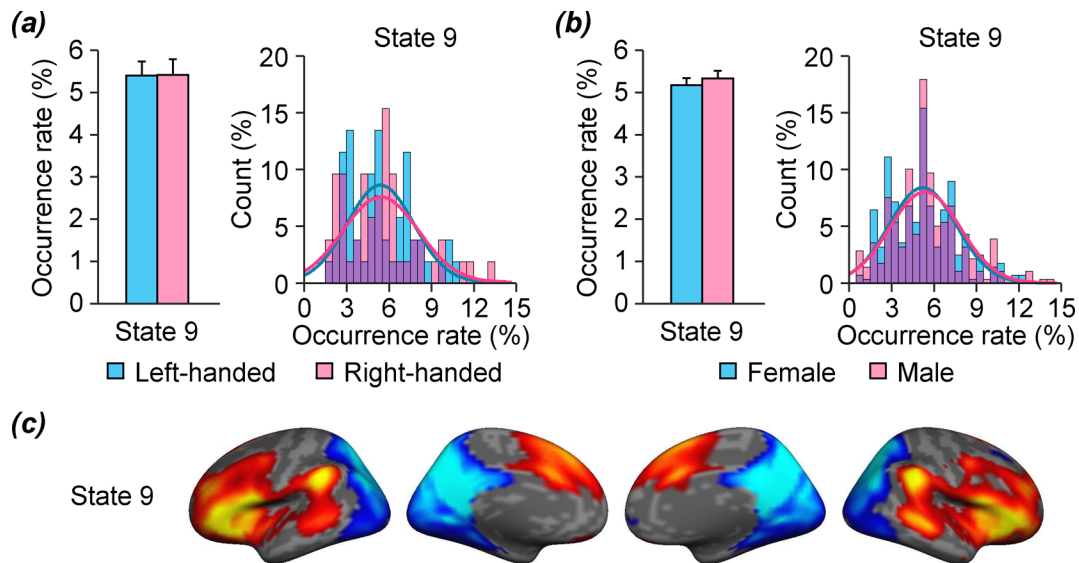 (a)
State 9
Occurrence rate (%)
6
5
4
3
2
1
0
State 9
Count (%)
20
15
10
5
0
0 3 6 9 12 15
Occurrence rate (%)
Left-handed Right-handed
(b)
State 9
Occurrence rate (%)
6
5
4
3
2
1
0
State 9
Count (%)
20
15
10
5
0
0 3 6 9 12 15
Occurrence rate (%)
Female Male
(c)
State 9